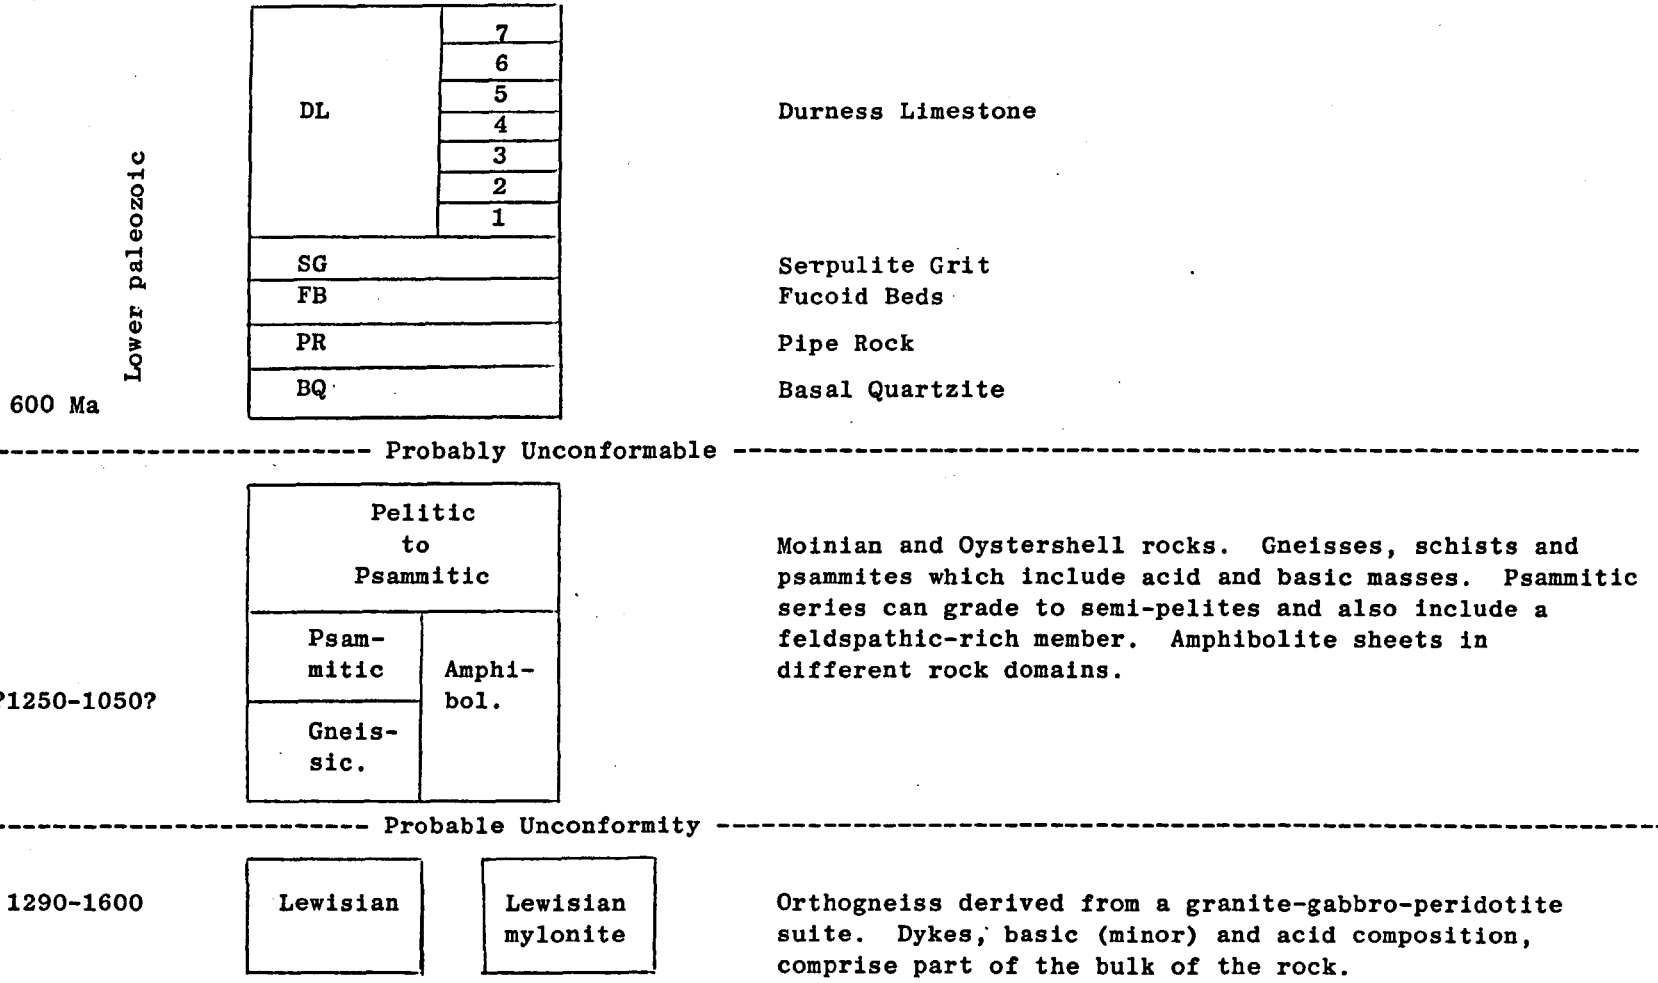 7
6
5
DL
Durness Limestone
4
3
2
1
Lower paleozoic
SG
Serpulite Grit
FB
Fucoid Beds
PR
Pipe Rock
BQ
Basal Quartzite
600 Ma
Probably Unconformable
Pelitic
to
Psammitic
Moinian and Oystershell rocks. Gneisses, schists and
psammites which include acid and basic masses. Psammitic
series can grade to semi-pelites and also include a
feldspathic-rich member. Amphibolite sheets in
different rock domains.
Psam-
mitic
Amphi-
bol.
?1250-1050?
Gneis-
sic.
Probable Unconformity
1290-1600
Lewisian
Lewisian
mylonite
Orthogneiss derived from a granite-gabbro-peridotite
suite. Dykes, basic (minor) and acid composition,
comprise part of the bulk of the rock.